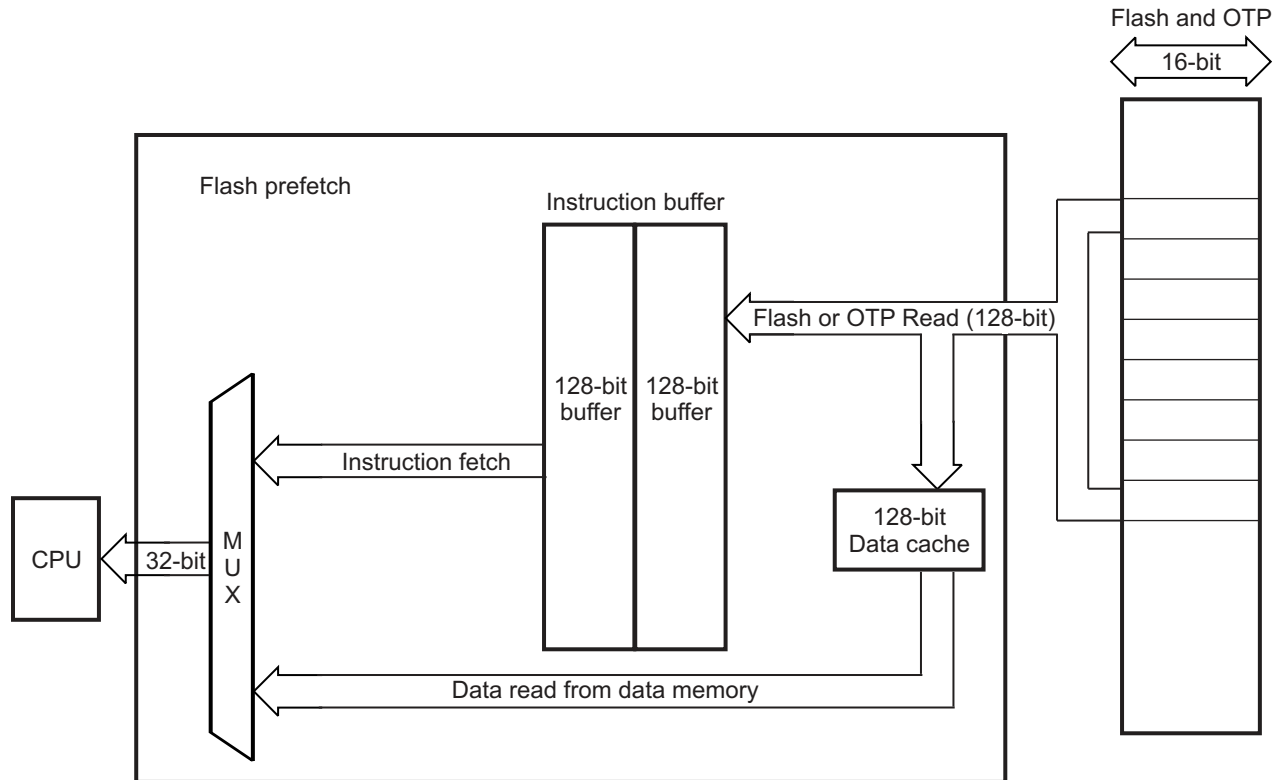 Flash and OTP
16-bit
Flash prefetch
Instruction buffer
Flash or OTP Read (128-bit)
128-bit
buffer
128-bit
buffer
Instruction fetch
128-bit
Data cache
CPU
32-bit
M
U
X
Data read from data memory